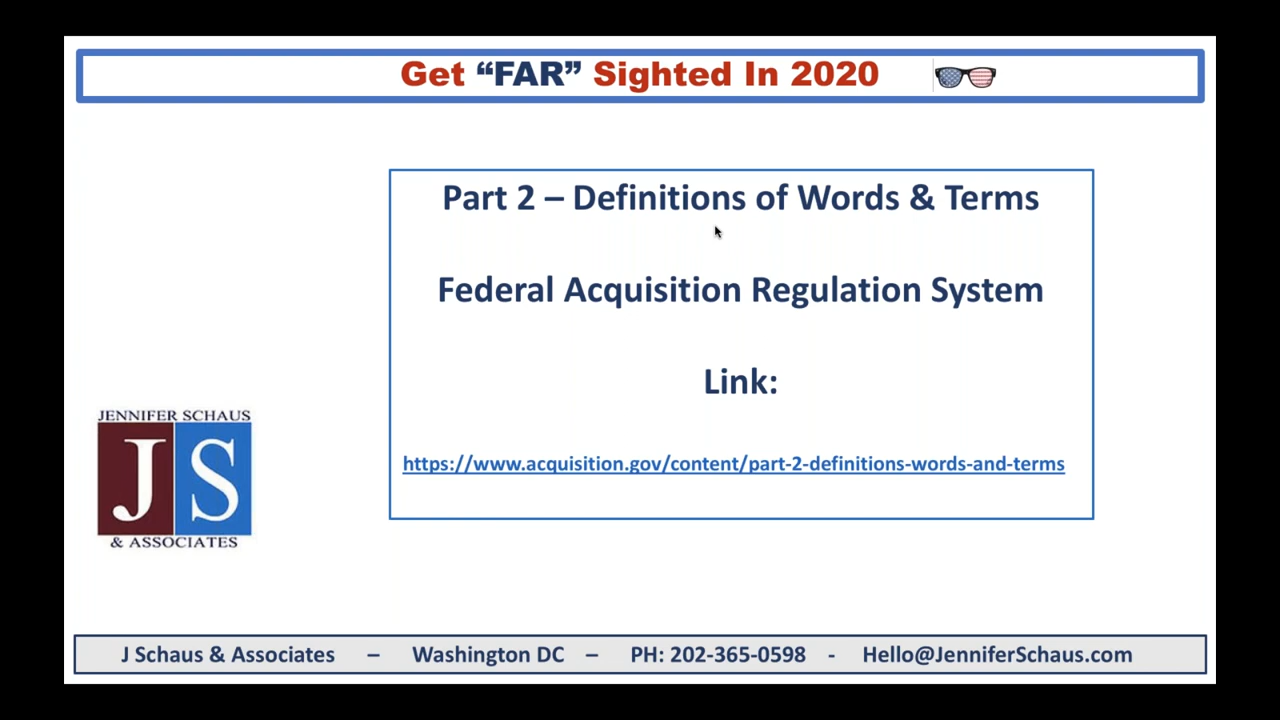 Get “FAR” Sighted In 2020
Part 2 – Definitions of Words & Terms
Federal Acquisition Regulation System
Link:
https://www.acquisition.gov/content/part-2-definitions-words-and-terms
JENNIFER SCHAUS
JS
& ASSOCIATES
J Schaus & Associates – Washington DC – PH: 202-365-0598 - Hello@JenniferSchaus.com